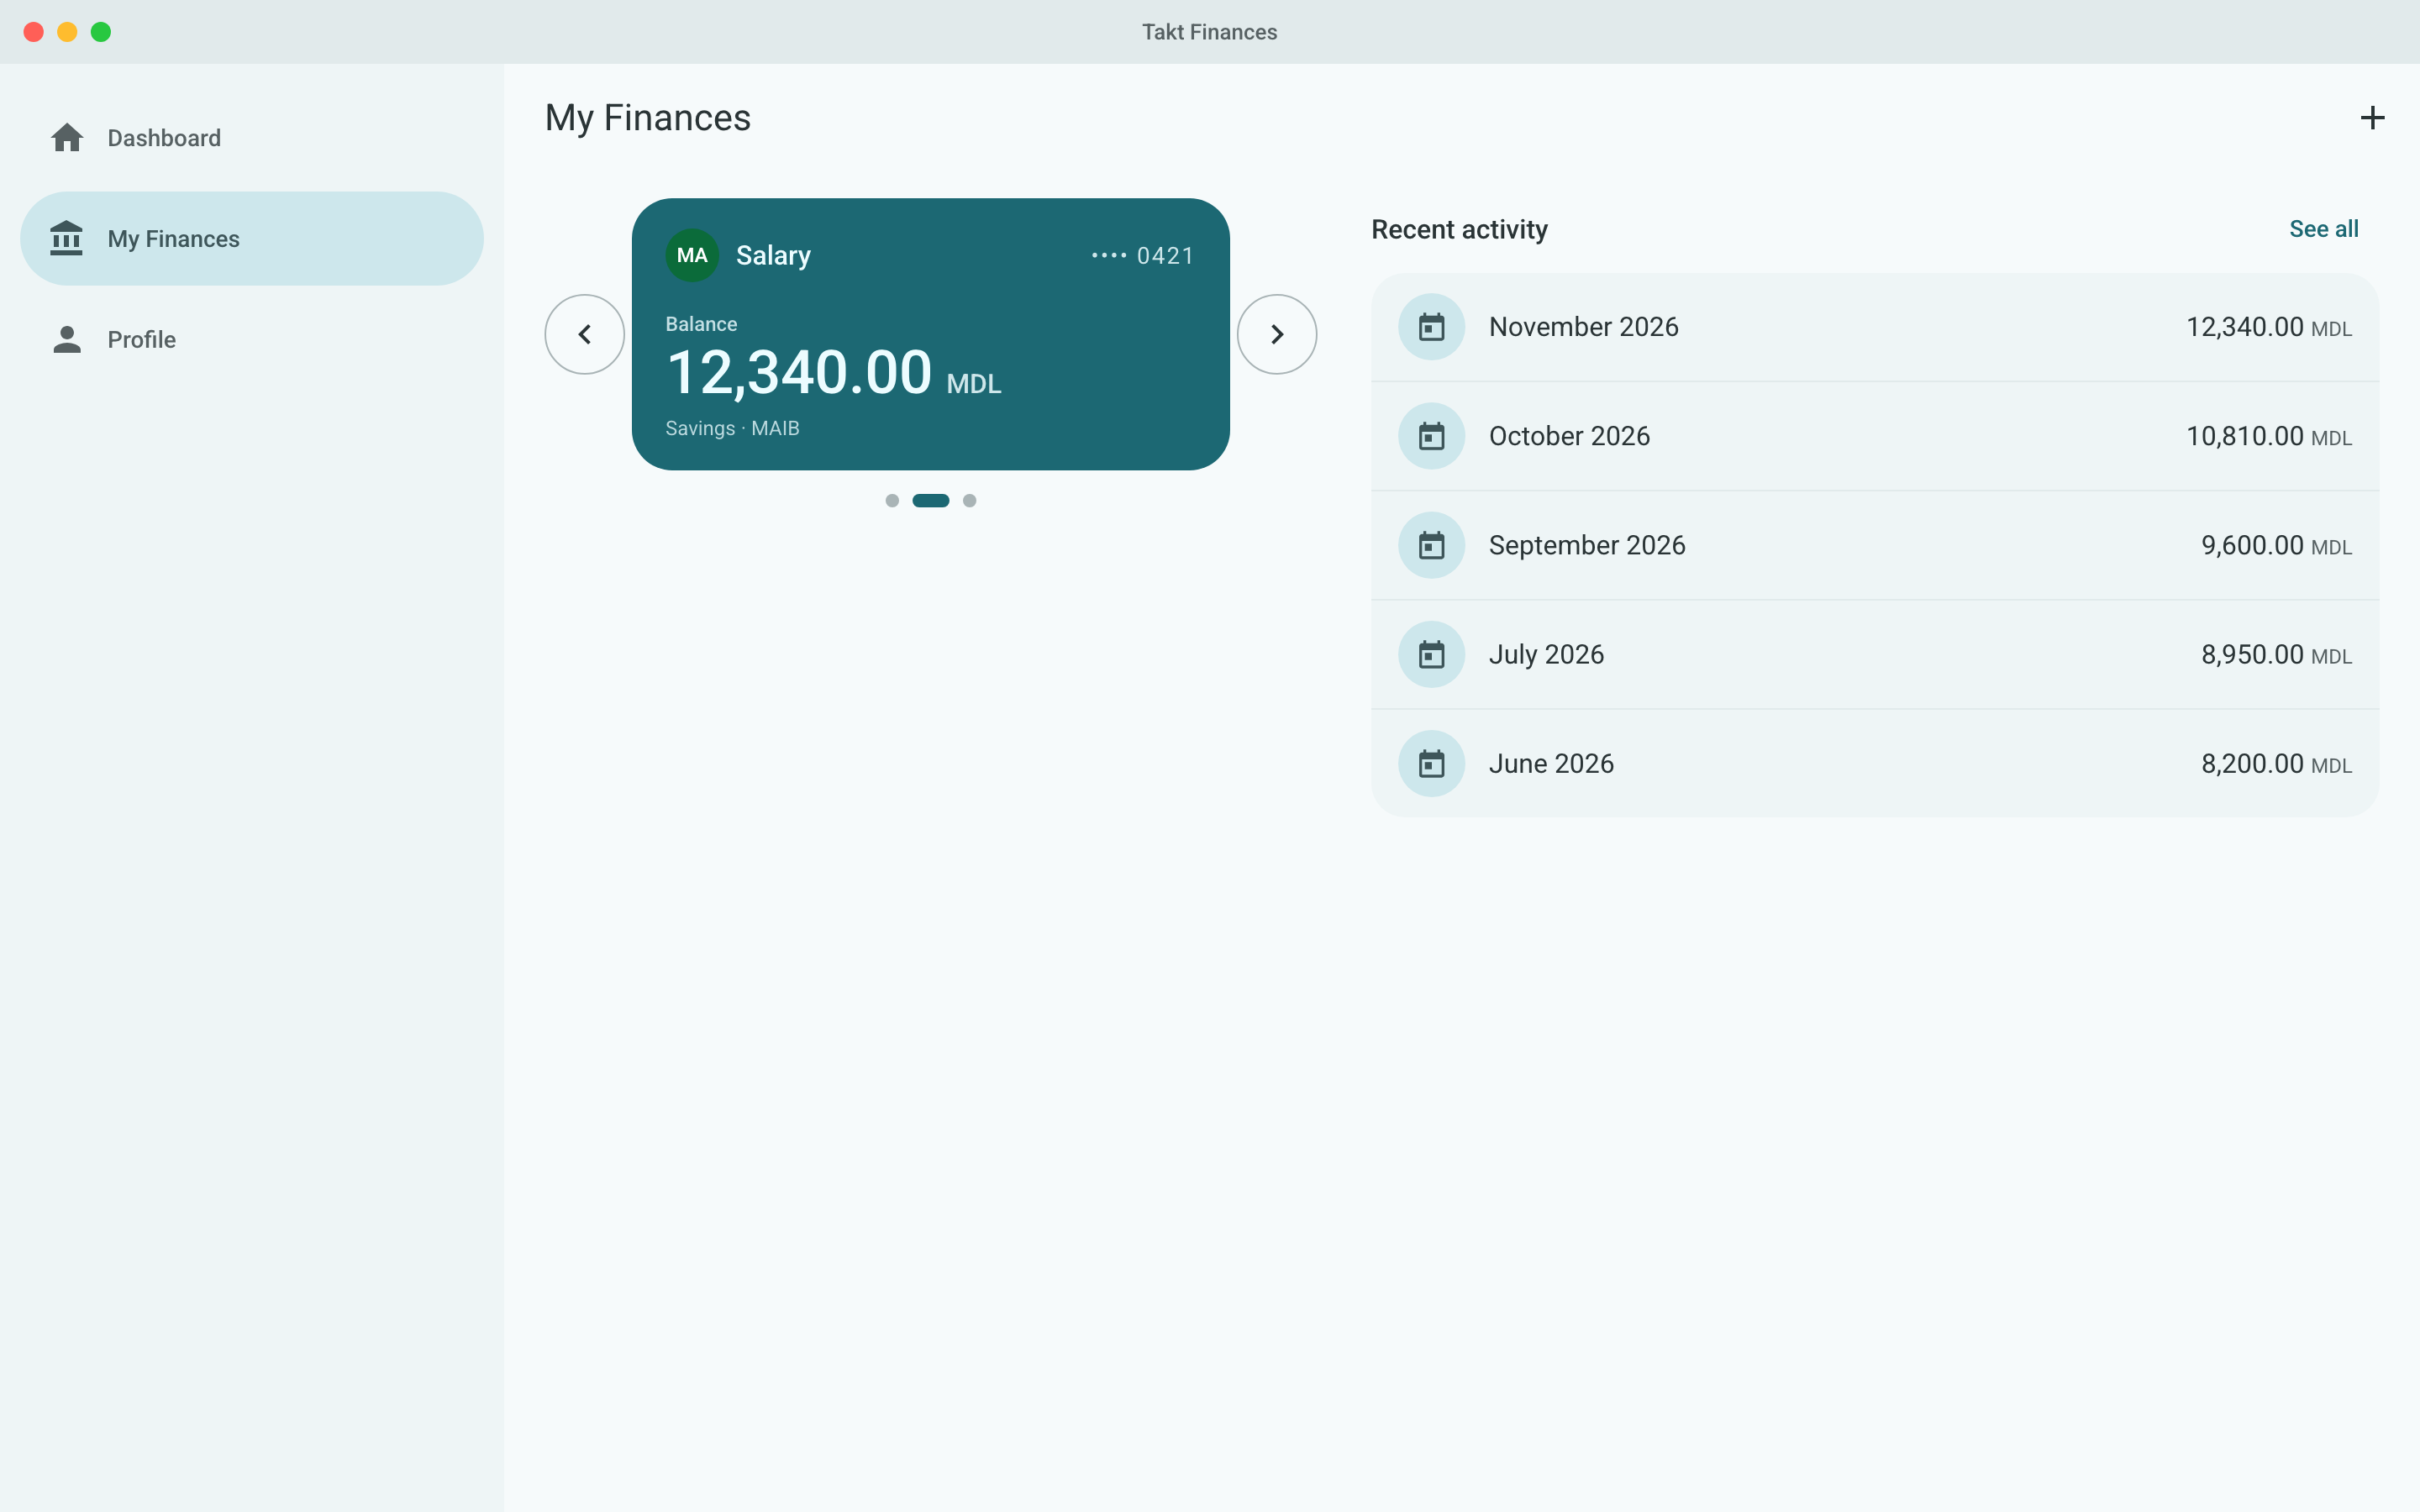 Takt Finances
Dashboard
My Finances
Profile
My Finances
MA Salary •••• 0421
Balance
12,340.00 MDL
Savings · MAIB
Recent activity See all
November 2026 12,340.00 MDL
October 2026 10,810.00 MDL
September 2026 9,600.00 MDL
July 2026 8,950.00 MDL
June 2026 8,200.00 MDL